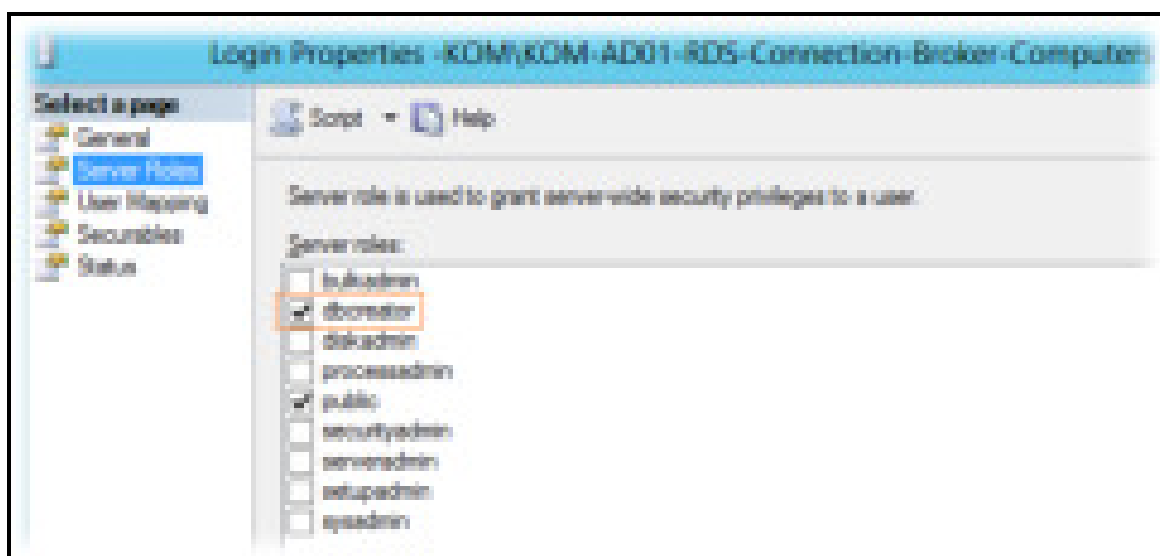 Login Properties -KOM\KOM-AD01-RDS-Connection-Broker-Computers
Select a page
Script Help
General
Server Roles
User Mapping
Securables
Status
Server role is used to grant server-wide security privileges to a user.
Server roles:
bulkadmin
dbcreator
diskadmin
processadmin
public
securityadmin
serveradmin
setupadmin
sysadmin